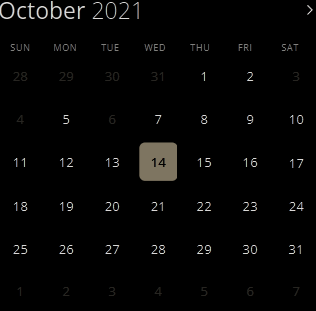 October 2021 >
SUN MON TUE WED THU FRI SAT
28 29 30 31 1 2 3
4 5 6 7 8 9 10
11 12 13 14 15 16 17
18 19 20 21 22 23 24
25 26 27 28 29 30 31
1 2 3 4 5 6 7